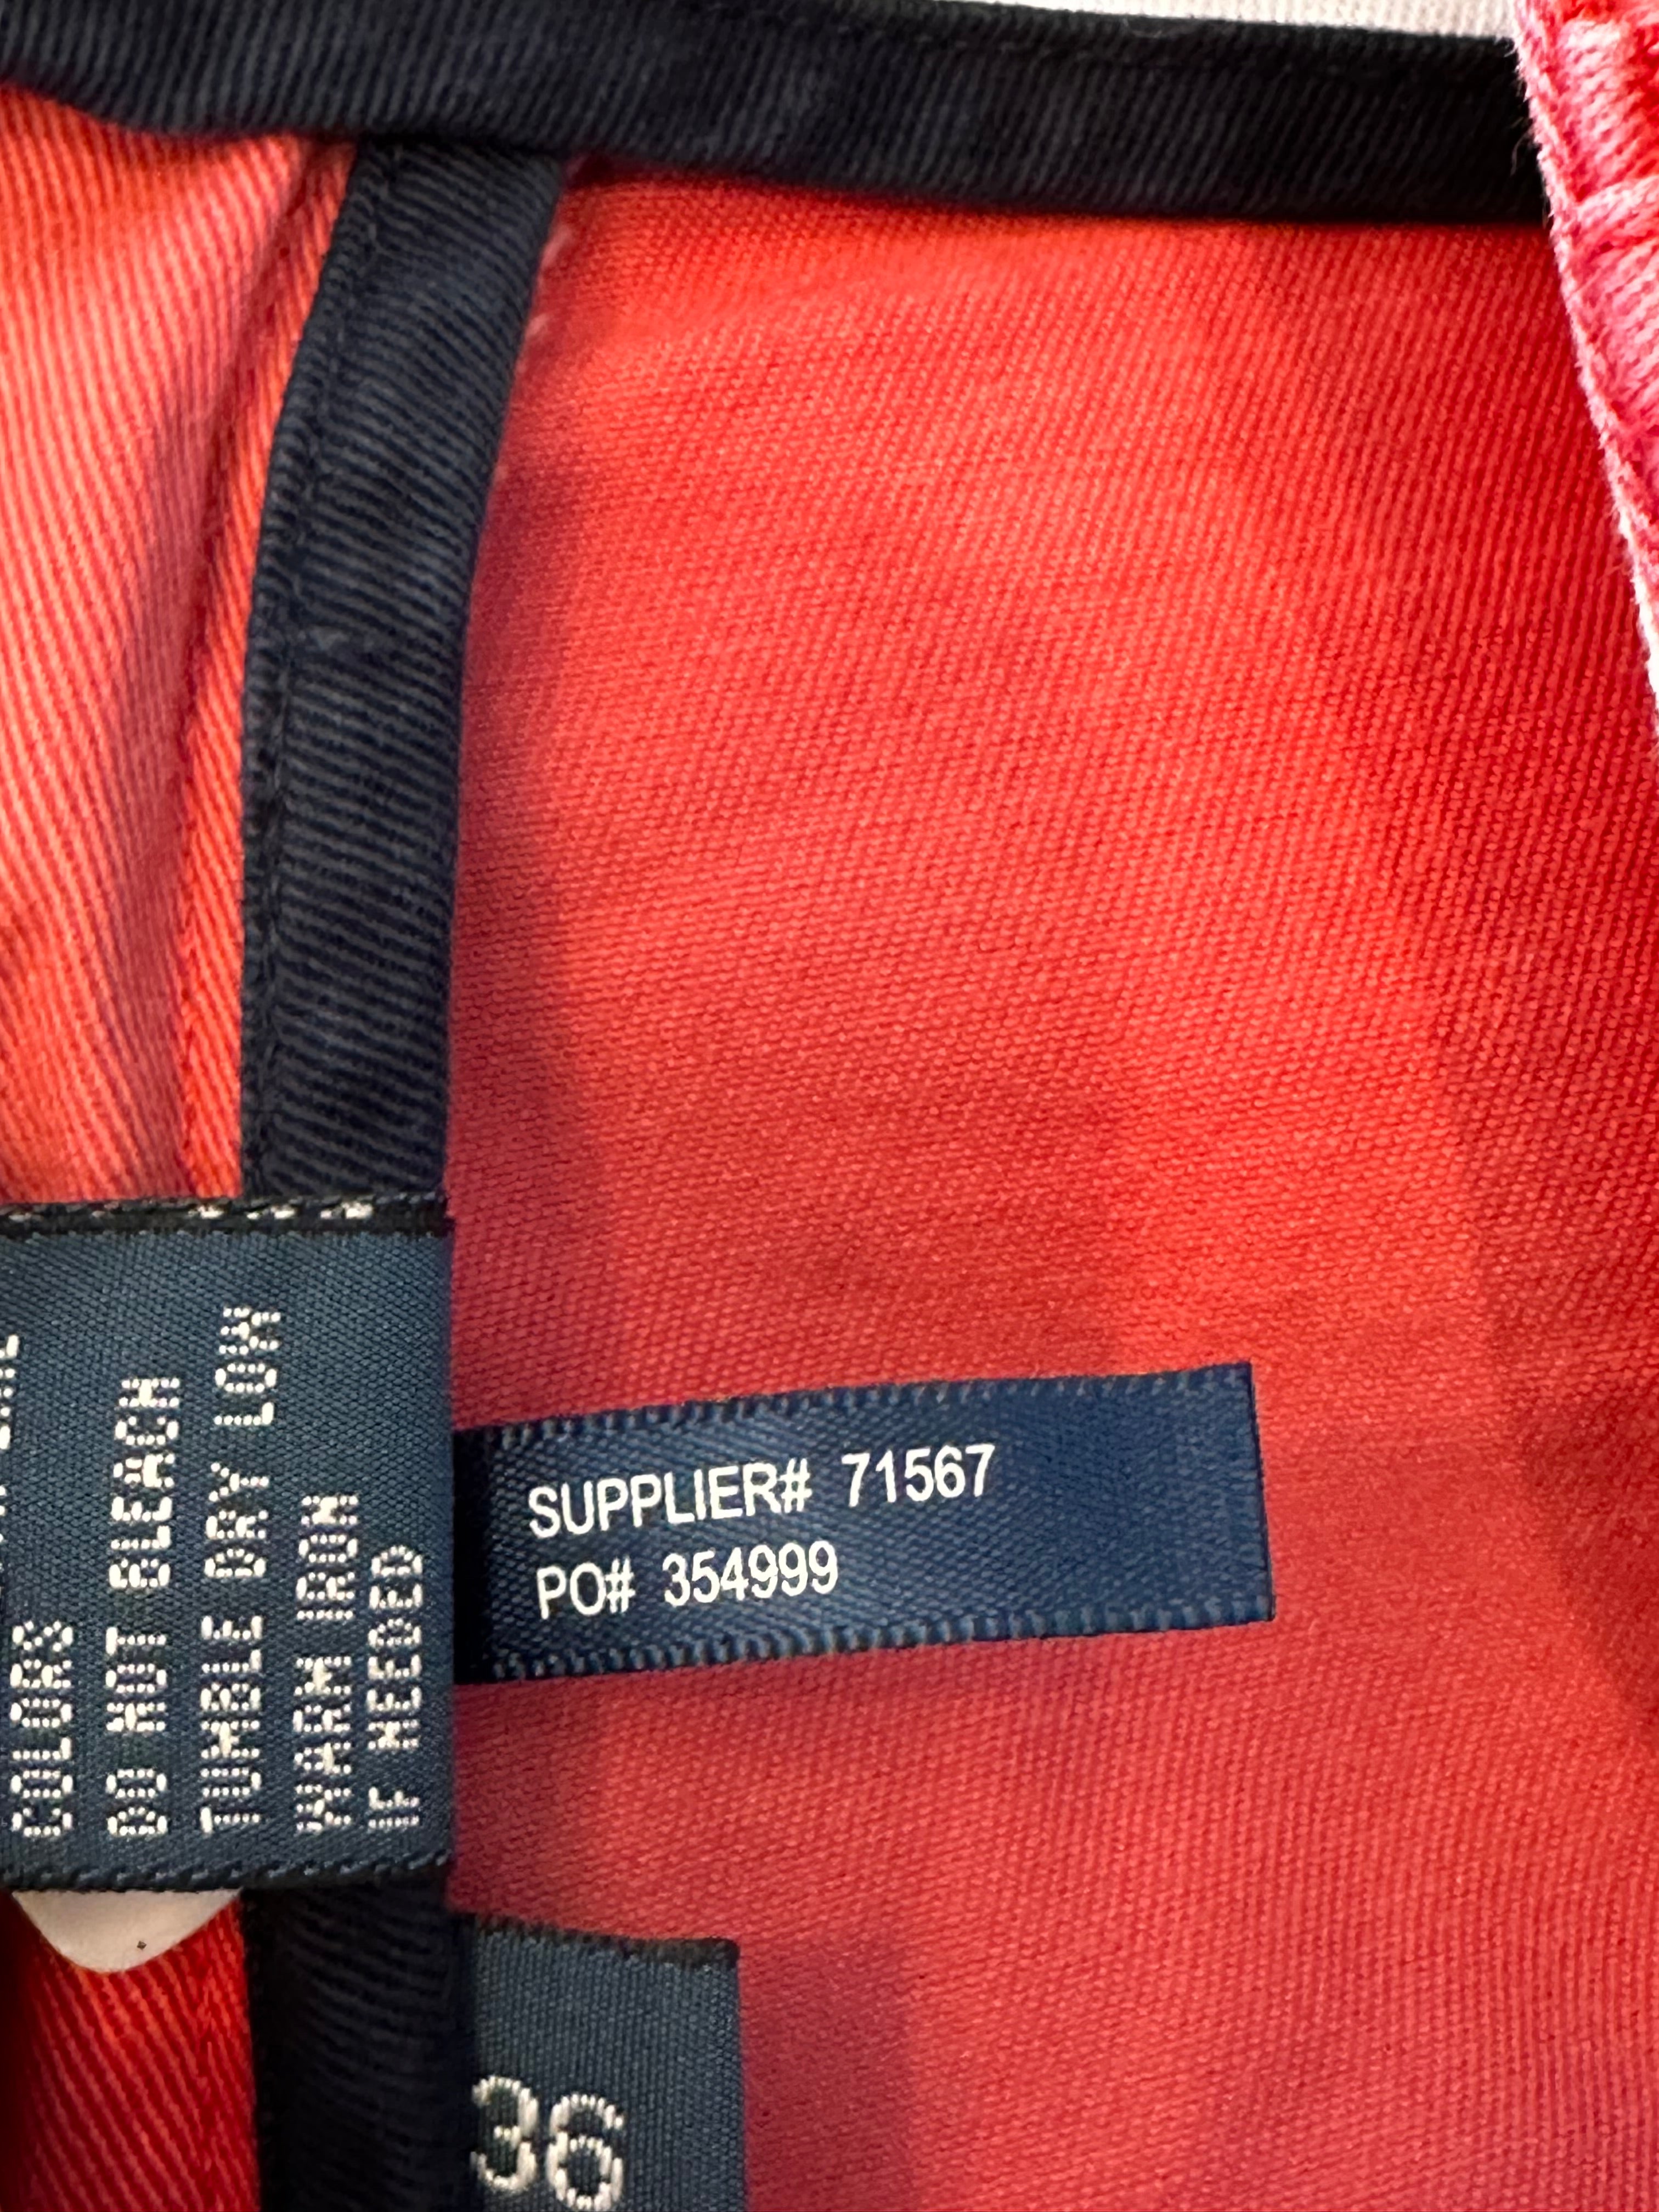 COLORS
DO NOT BLEACH
TUMBLE DRY LOW
WARM IRON
IF NEEDED
SUPPLIER# 71567
PO# 354999
36